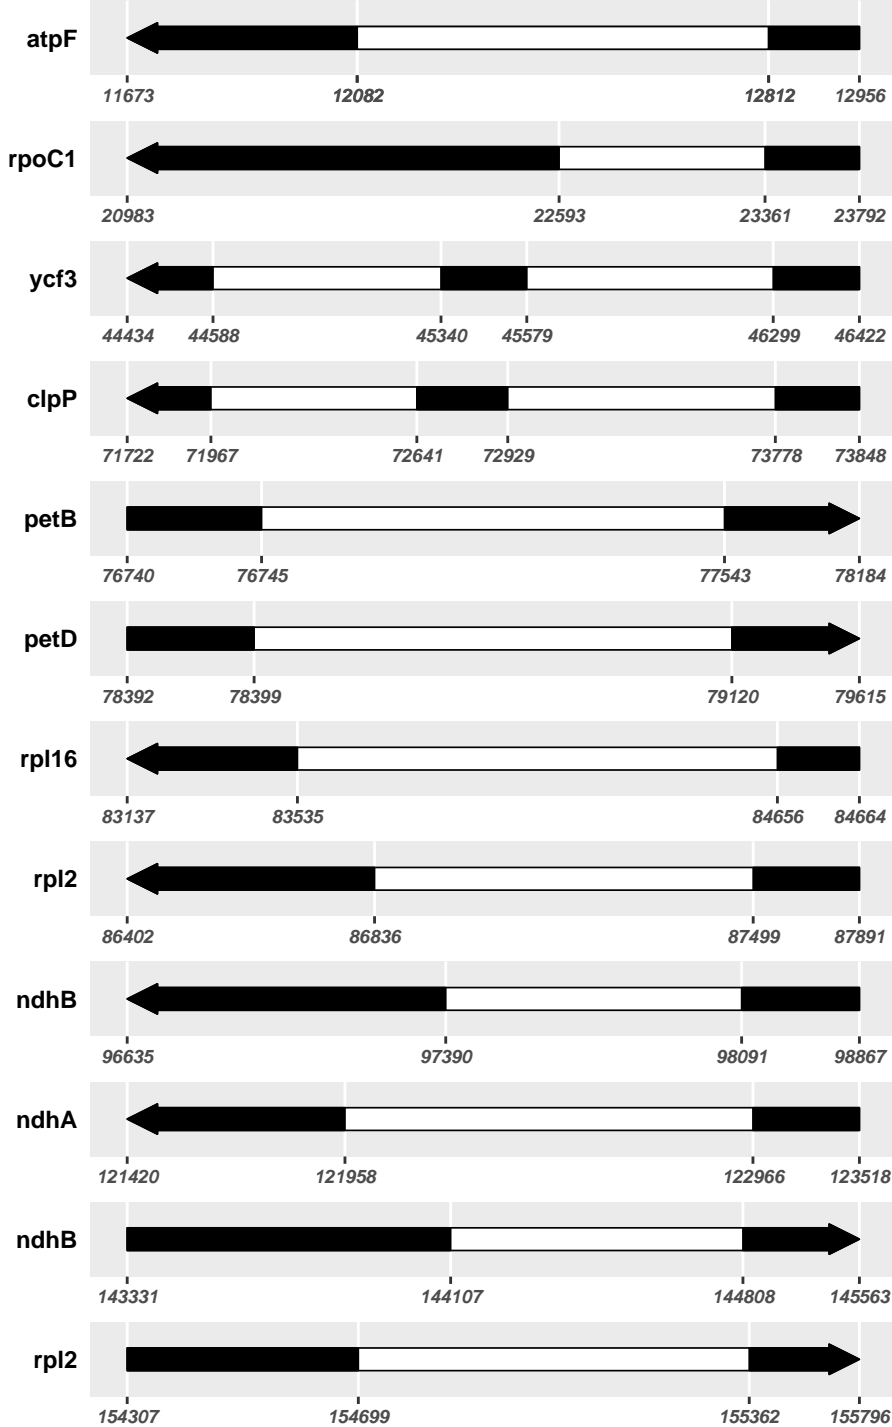 atpF
11673 12082 12812 12956
rpoC1
20983 22593 23361 23792
ycf3
44434 44588 45340 45579 46299 46422
clpP
71722 71967 72641 72929 73778 73848
petB
76740 76745 77543 78184
petD
78392 78399 79120 79615
rpl16
83137 83535 84656 84664
rpl2
86402 86836 87499 87891
ndhB
96635 97390 98091 98867
ndhA
121420 121958 122966 123518
ndhB
143331 144107 144808 145563
rpl2
154307 154699 155362 155796